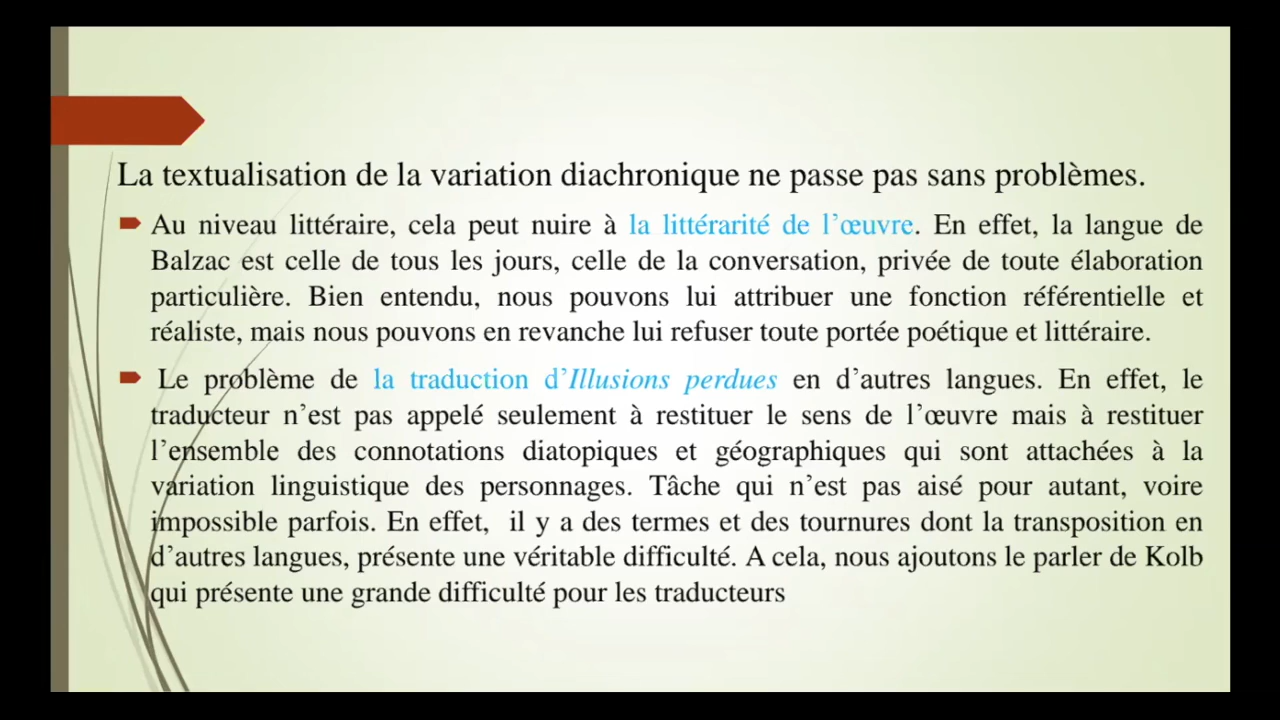 La textualisation de la variation diachronique ne passe pas sans problèmes.
Au niveau littéraire, cela peut nuire à la littérarité de l’œuvre. En effet, la langue de
Balzac est celle de tous les jours, celle de la conversation, privée de toute élaboration
particulière. Bien entendu, nous pouvons lui attribuer une fonction référentielle et
réaliste, mais nous pouvons en revanche lui refuser toute portée poétique et littéraire.
Le problème de la traduction d’Illusions perdues en d’autres langues. En effet, le
traducteur n’est pas appelé seulement à restituer le sens de l’œuvre mais à restituer
l’ensemble des connotations diatopiques et géographiques qui sont attachées à la
variation linguistique des personnages. Tâche qui n’est pas aisé pour autant, voire
impossible parfois. En effet, il y a des termes et des tournures dont la transposition en
d’autres langues, présente une véritable difficulté. A cela, nous ajoutons le parler de Kolb
qui présente une grande difficulté pour les traducteurs